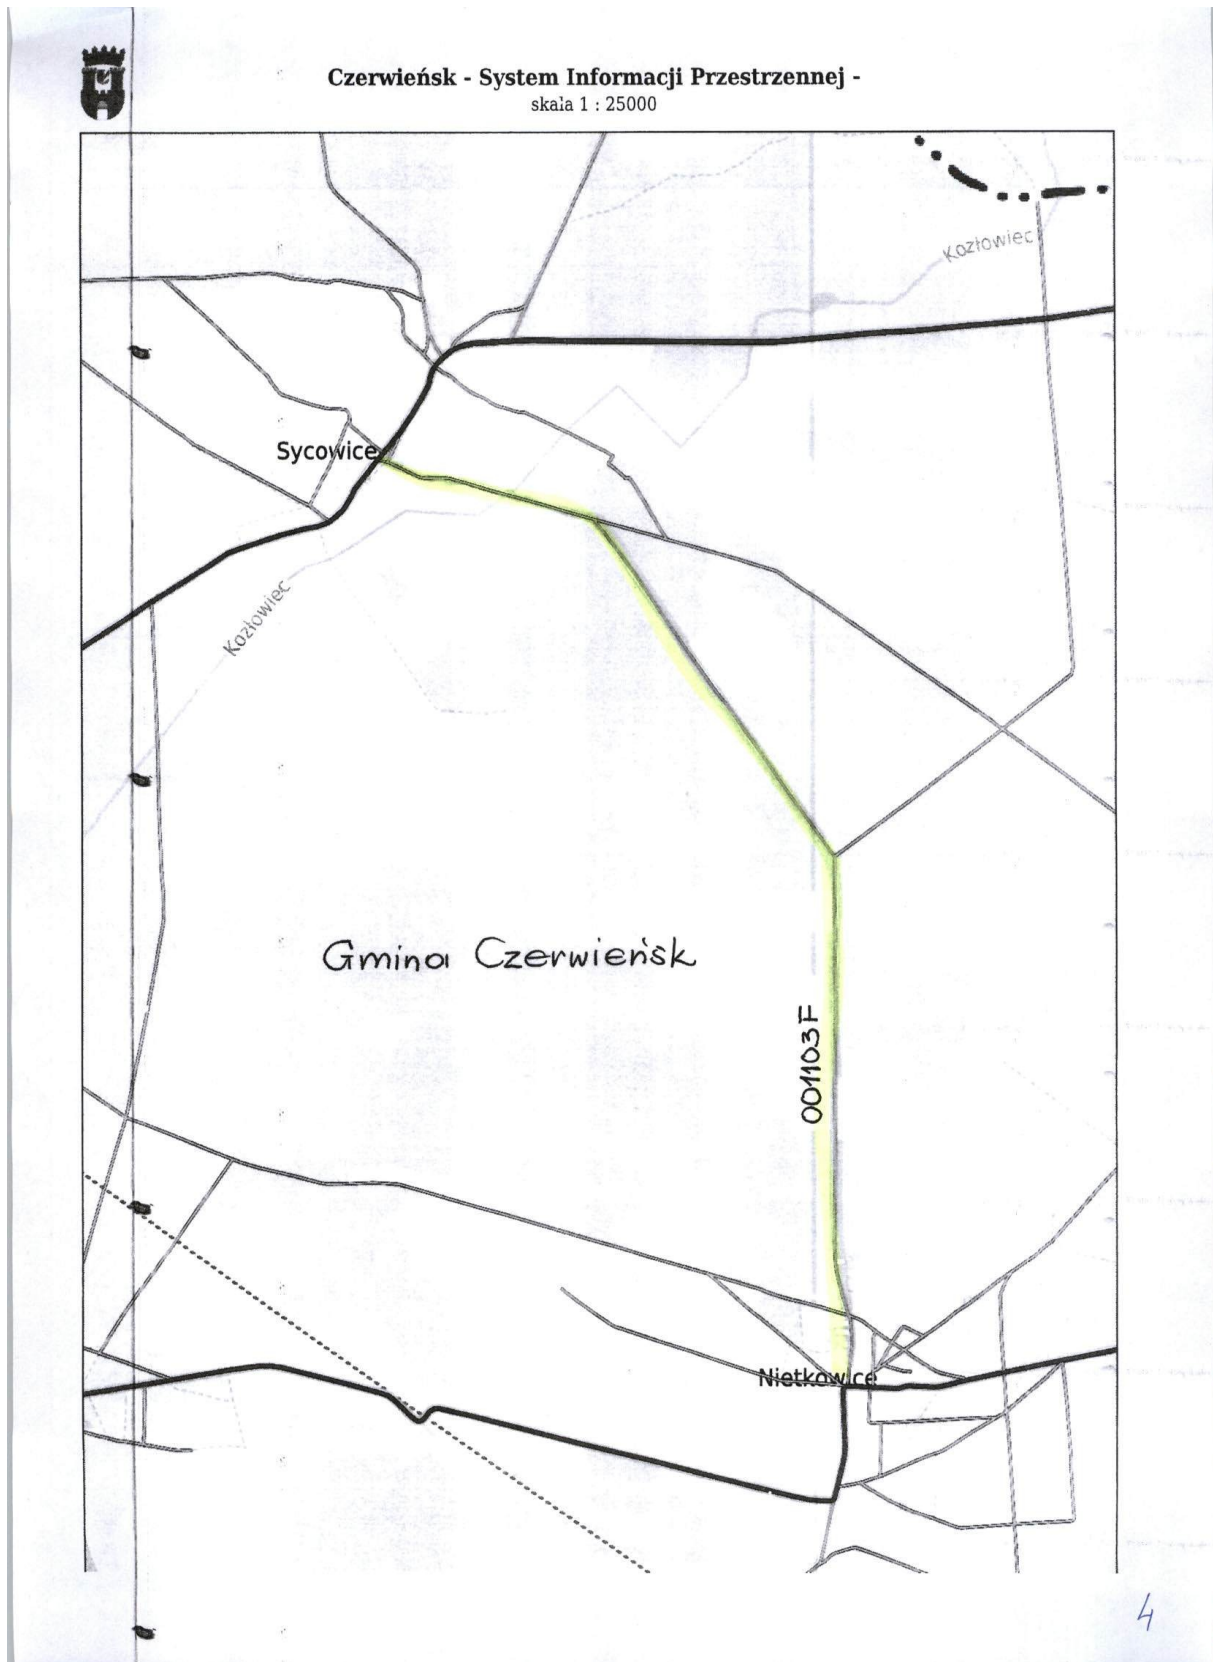 Czerwieńsk - System Informacji Przestrzennej -
skala 1 : 25000
Kozłowiec
Sycowice
Kozłowiec
Gmina Czerwieńsk
001103F
Nietkowice
4